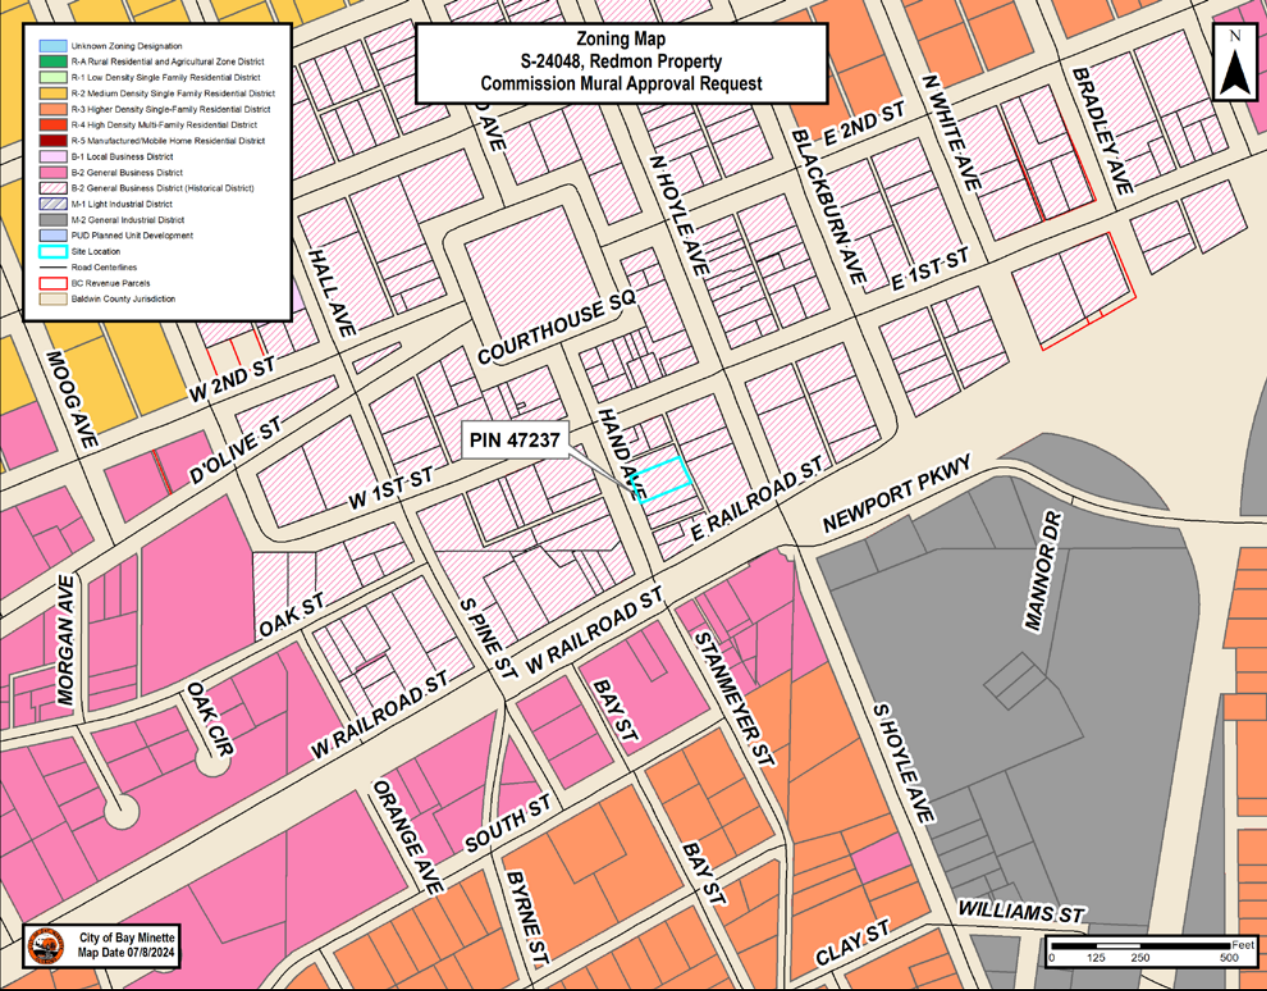 Zoning Map
S-24048, Redmon Property
Commission Mural Approval Request
N
Unknown Zoning Designation
R-A Rural Residential and Agricultural Zone District
R-1 Low Density Single Family Residential District
R-2 Medium Density Single Family Residential District
R-3 Higher Density Single-Family Residential District
R-4 High Density Multi-Family Residential District
R-5 Manufactured/Mobile Home Residential District
B-1 Local Business District
B-2 General Business District
B-2 General Business District (Historical District)
M-1 Light Industrial District
M-2 General Industrial District
PUD Planned Unit Development
Site Location
Road Centerlines
BC Revenue Parcels
Baldwin County Jurisdiction
AVE
E 2ND ST
N WHITE AVE
BRADLEY AVE
BLACKBURN AVE
N HOYLE AVE
E 1ST ST
HALL AVE
COURTHOUSE SQ
W 2ND ST
MOOG AVE
D'OLIVE ST
HAND AVE
PIN 47237
W 1ST ST
E RAILROAD ST
NEWPORT PKWY
MANNOR DR
MORGAN AVE
OAK ST
S PINE ST
W RAILROAD ST
STANMEYER ST
OAK CIR
W RAILROAD ST
BAY ST
S HOYLE AVE
ORANGE AVE
SOUTH ST
BAY ST
BYRNE ST
WILLIAMS ST
CLAY ST
City of Bay Minette
Map Date 07/8/2024
Feet
0 125 250 500